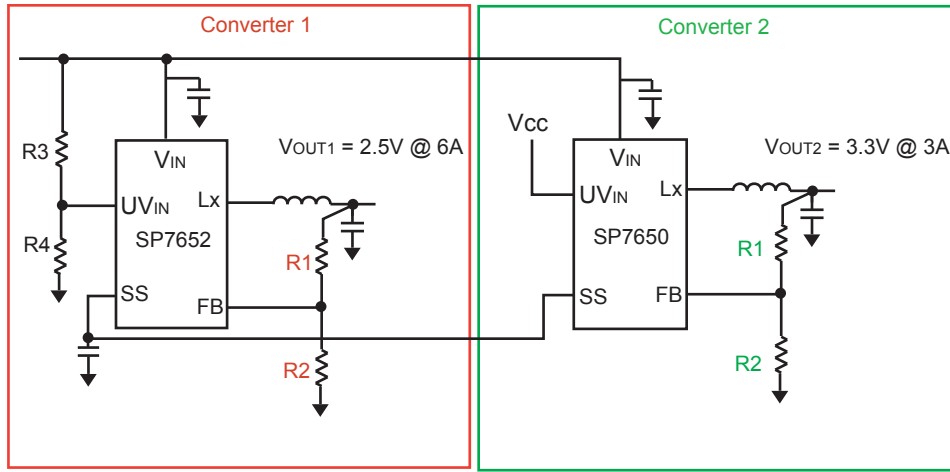 Converter 1
Converter 2
R3
R4
VIN
UVIN
Lx
SP7652
SS
FB
VOUT1 = 2.5V @ 6A
R1
R2
Vcc
VIN
UVIN
Lx
SP7650
SS
FB
VOUT2 = 3.3V @ 3A
R1
R2